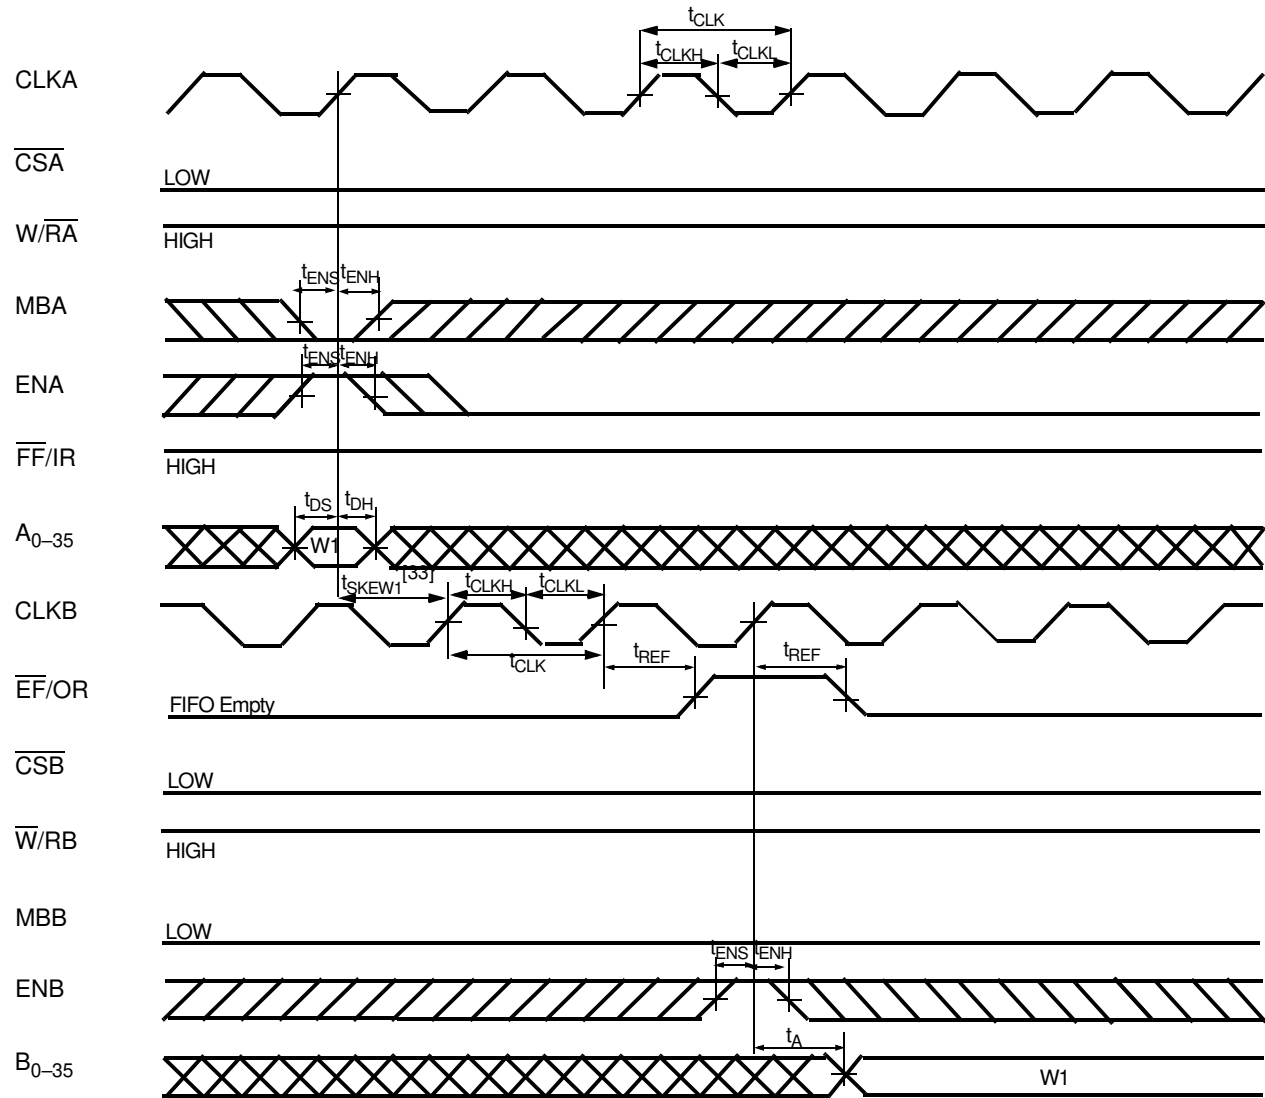 tCLK
tCLKH tCLKL
CLKA
CSA
LOW
W/RA
HIGH
tENS tENH
MBA
tENS tENH
ENA
FF/IR
HIGH
tDS tDH
A0–35
W1
tSKEW1[33] tCLKH tCLKL
CLKB
tCLK tREF tREF
EF/OR
FIFO Empty
CSB
LOW
W/RB
HIGH
MBB
LOW
tENS tENH
ENB
tA
B0–35
W1